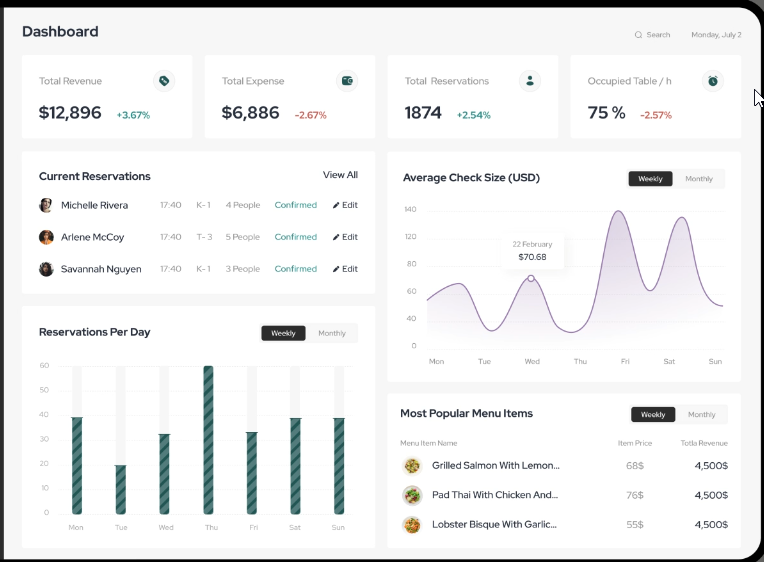 Dashboard
Search
Monday, July 2
Total Revenue
$12,896 +3.67%
Total Expense
$6,886 -2.67%
Total Reservations
1874 +2.54%
Occupied Table / h
75 % -2.57%
Current Reservations View All
Michelle Rivera 17:40 K- 1 4 People Confirmed Edit
Arlene McCoy 17:40 T- 3 5 People Confirmed Edit
Savannah Nguyen 17:40 K- 1 3 People Confirmed Edit
Reservations Per Day Weekly Monthly
60
50
40
30
20
10
0
Mon Tue Wed Thu Fri Sat Sun
Average Check Size (USD) Weekly Monthly
140
120
80
60
40
0
22 February
$70.68
Mon Tue Wed Thu Fri Sat Sun
Most Popular Menu Items Weekly Monthly
Menu Item Name Item Price Totla Revenue
Grilled Salmon With Lemon... 68$ 4,500$
Pad Thai With Chicken And... 76$ 4,500$
Lobster Bisque With Garlic... 55$ 4,500$